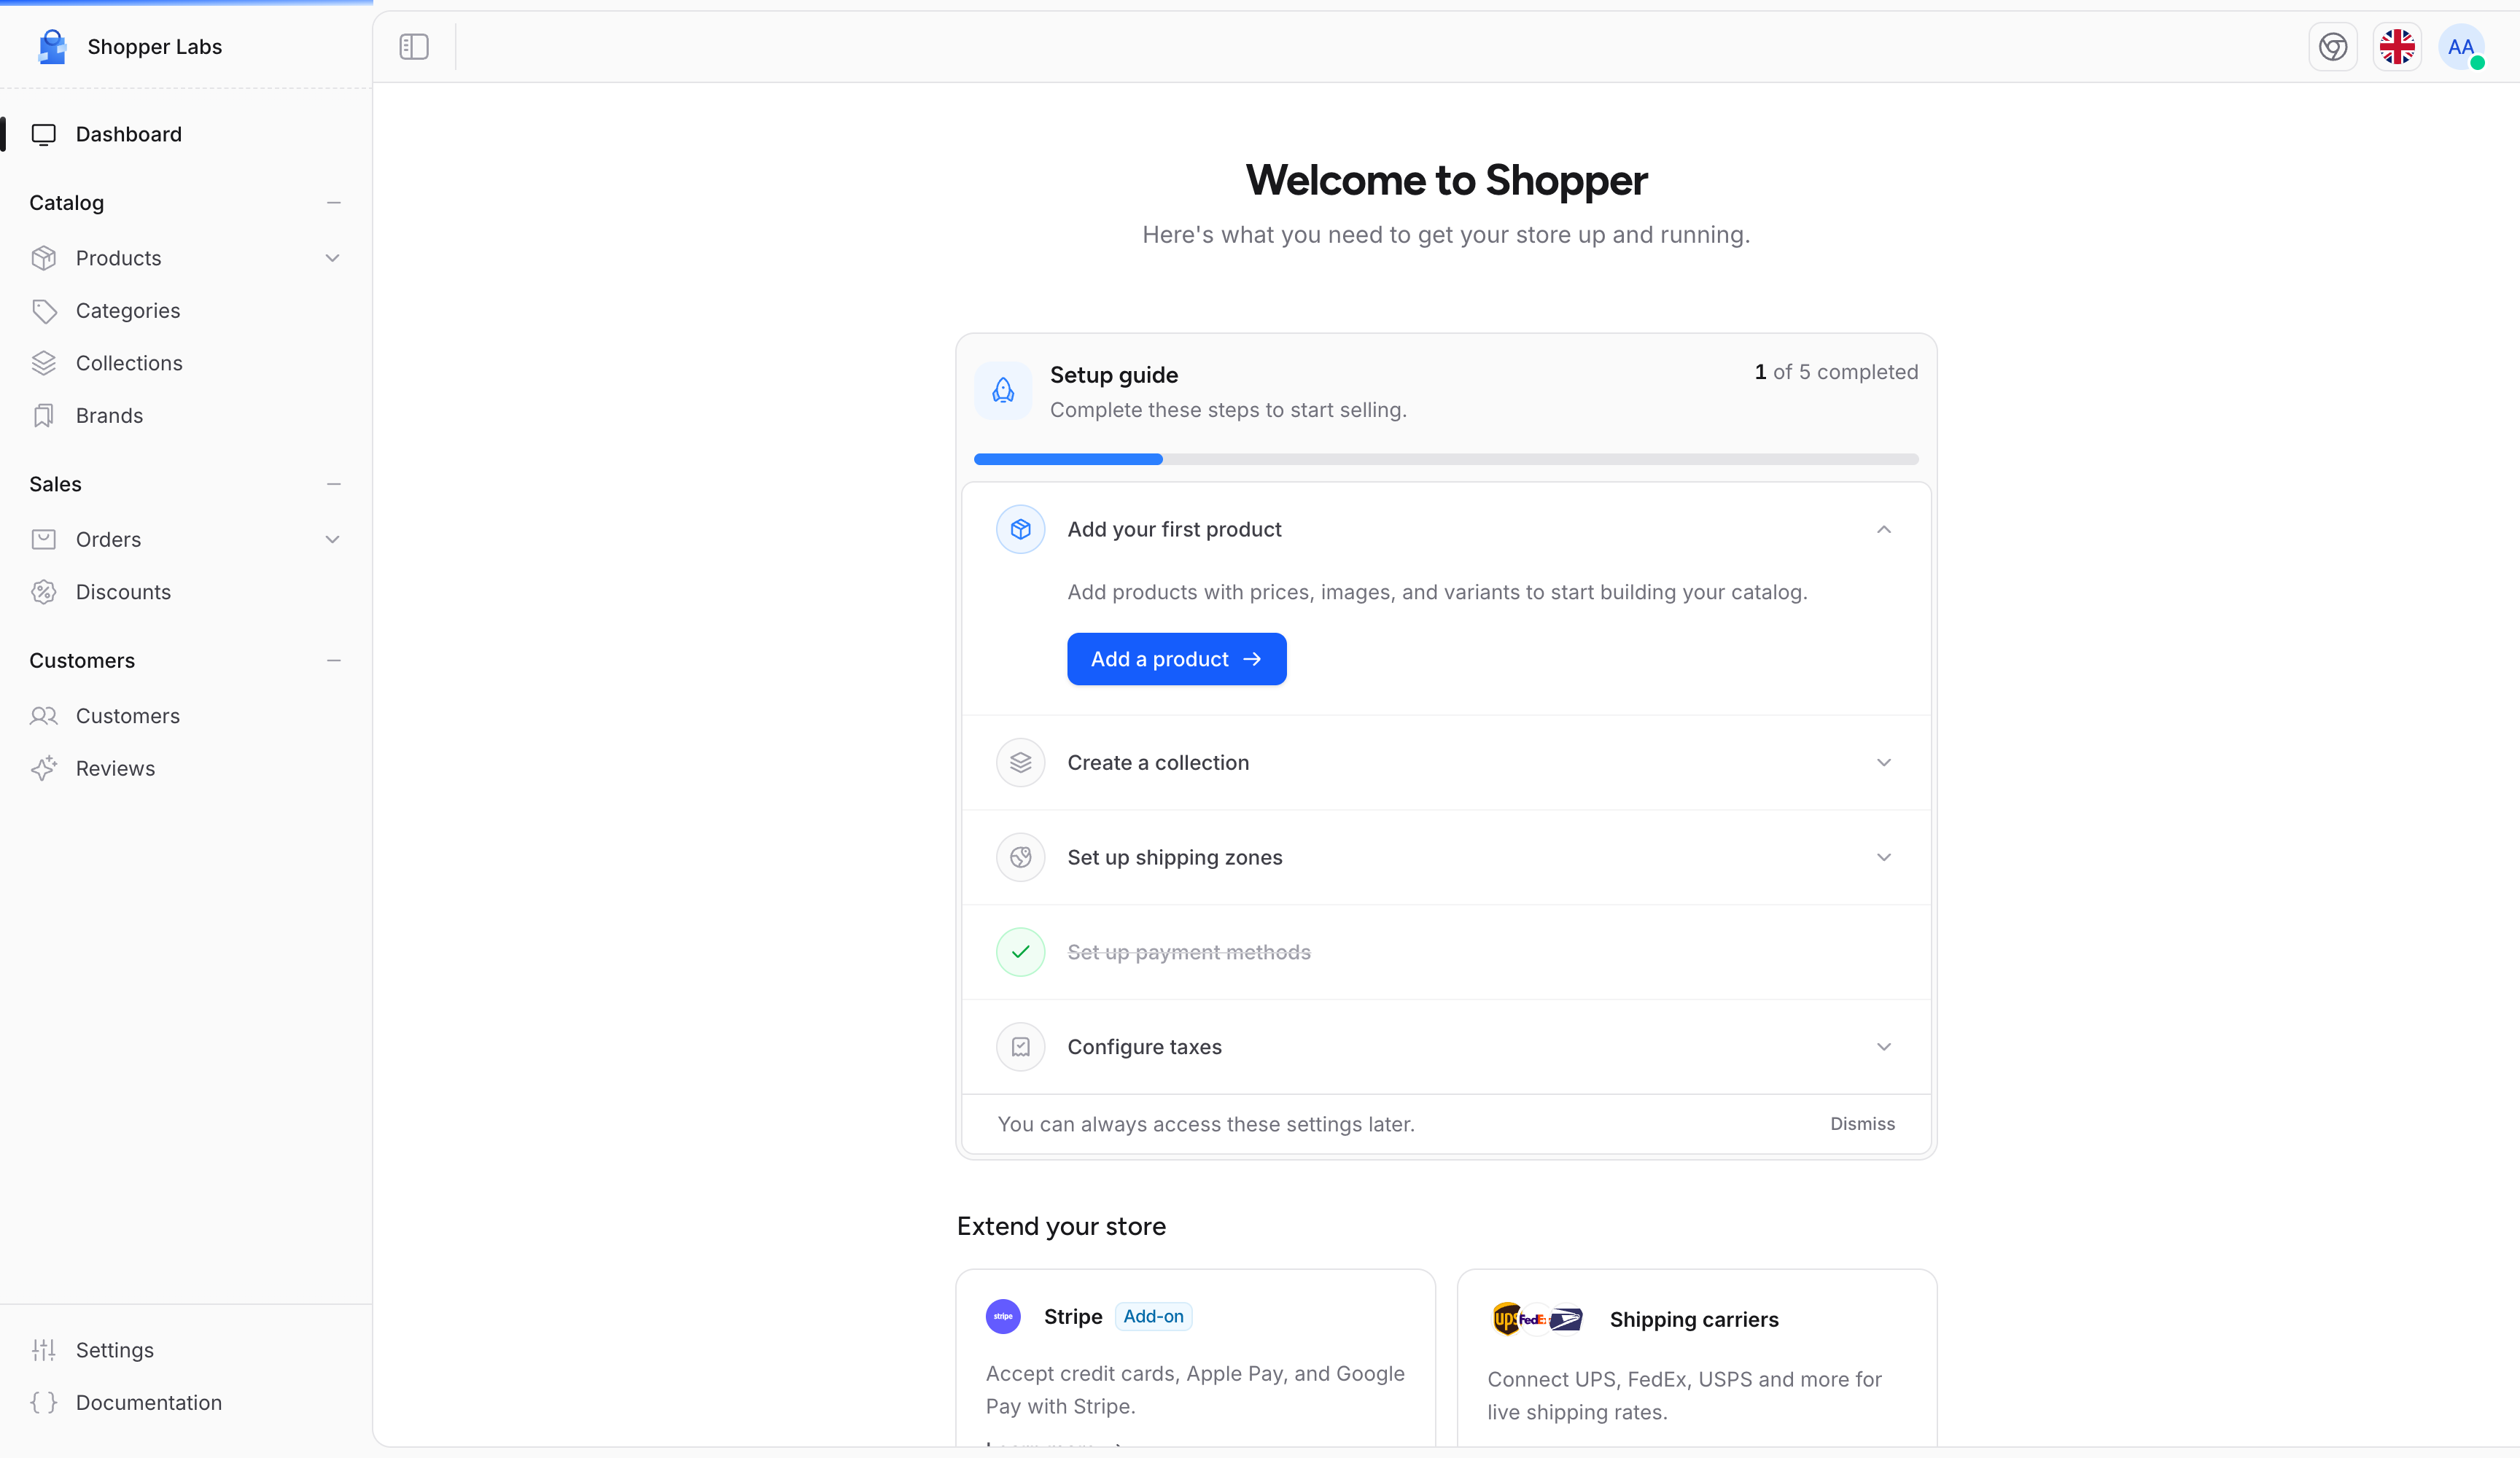 Shopper Labs
AA
Dashboard
Catalog
Products
Categories
Collections
Brands
Sales
Orders
Discounts
Customers
Customers
Reviews
Settings
Documentation
Welcome to Shopper
Here's what you need to get your store up and running.
Setup guide
1 of 5 completed
Complete these steps to start selling.
Add your first product
Add products with prices, images, and variants to start building your catalog.
Add a product
Create a collection
Set up shipping zones
Set up payment methods
Configure taxes
You can always access these settings later.
Dismiss
Extend your store
stripe
Stripe
Add-on
Accept credit cards, Apple Pay, and Google
Pay with Stripe.
ups
FedEx
Shipping carriers
Connect UPS, FedEx, USPS and more for
live shipping rates.